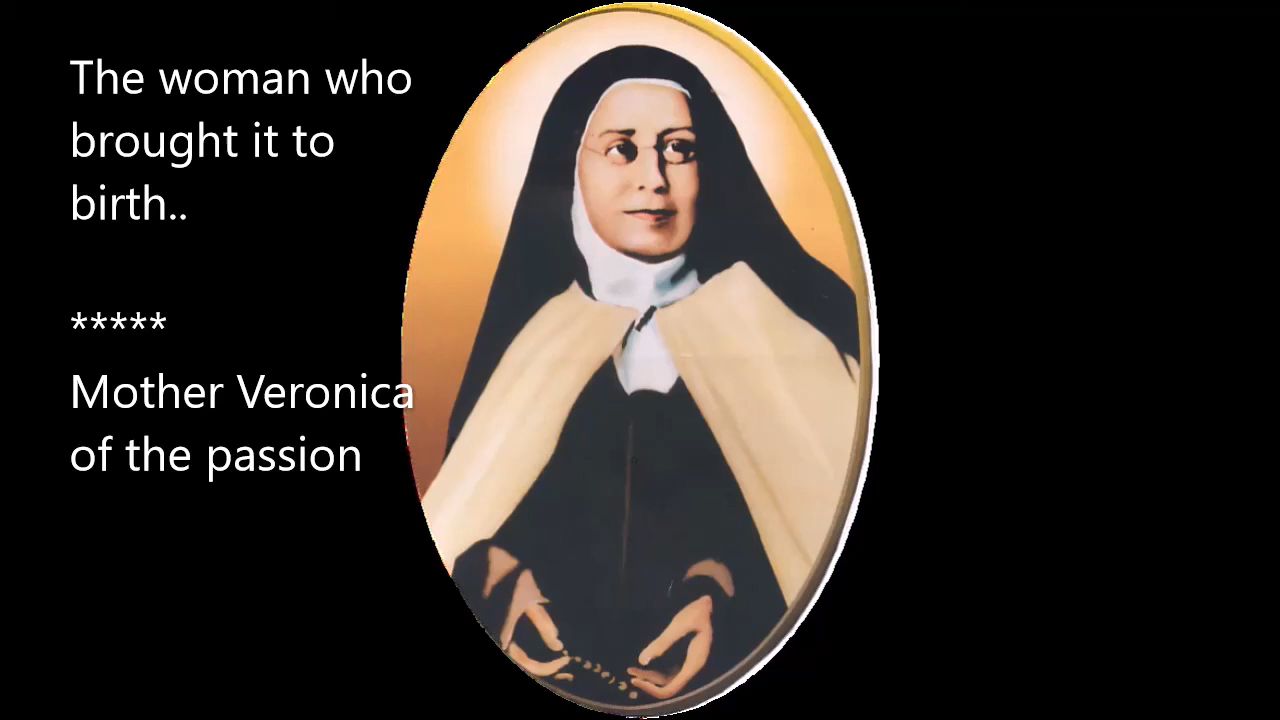 The woman who
brought it to
birth..
*****
Mother Veronica
of the passion